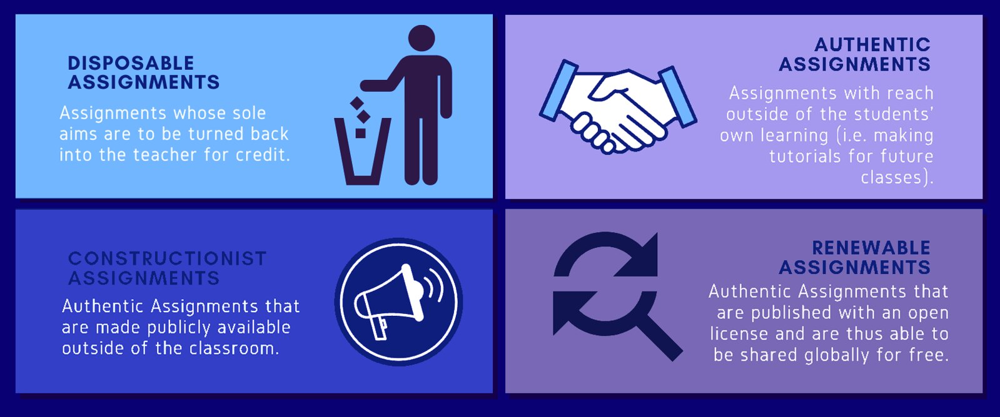 DISPOSABLE
ASSIGNMENTS
Assignments whose sole
aims are to be turned back
into the teacher for credit.
AUTHENTIC
ASSIGNMENTS
Assignments with reach
outside of the students’
own learning (i.e. making
tutorials for future
classes).
CONSTRUCTIONIST
ASSIGNMENTS
Authentic Assignments that
are made publicly available
outside of the classroom.
RENEWABLE
ASSIGNMENTS
Authentic Assignments that
are published with an open
license and are thus able to
be shared globally for free.